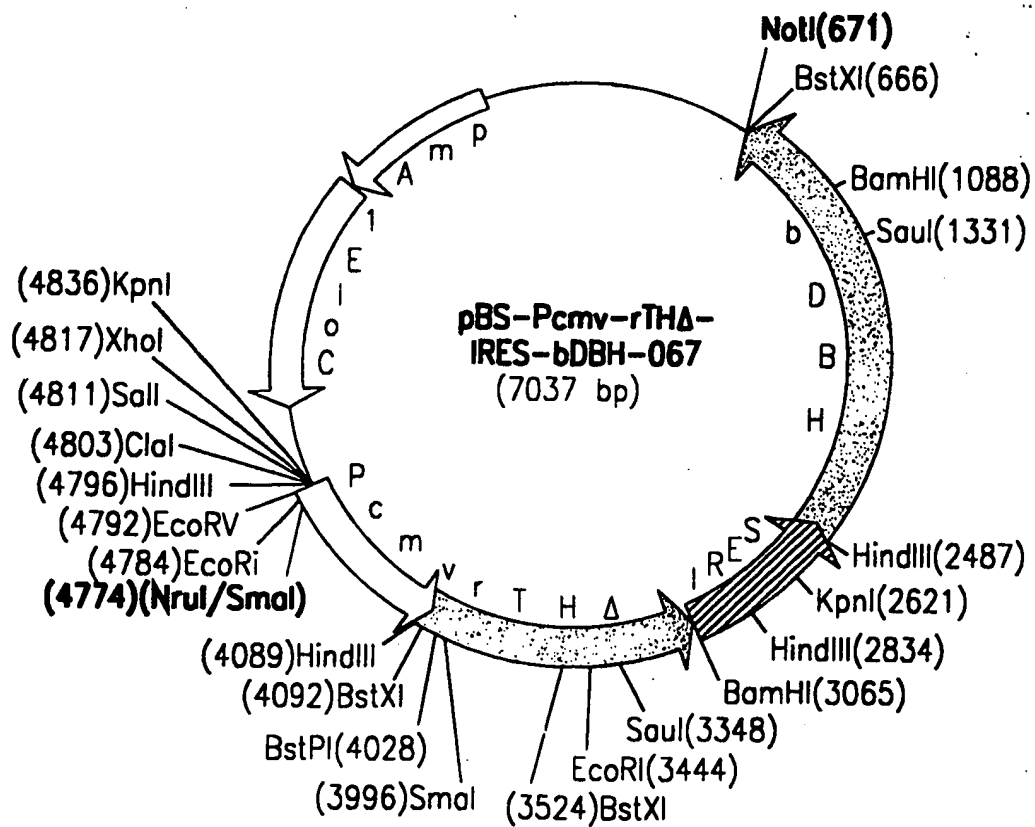 NotI(671)
BstXI(666)
BamHI(1088)
SauI(1331)
HindIII(2487)
KpnI(2621)
HindIII(2834)
BamHI(3065)
SauI(3348)
EcoRI(3444)
(3524)BstXI
(3996)SmaI
BstPI(4028)
(4092)BstXI
(4089)HindIII
(4774)(NruI/SmaI)
(4784)EcoRi
(4792)EcoRV
(4796)HindIII
(4803)ClaI
(4811)SalI
(4817)XhoI
(4836)KpnI
pBS-Pcmv-rTHΔ-
IRES-bDBH-067
(7037 bp)
Amp
ColE1
Pcmv
rTHΔ
IRES
bDBH